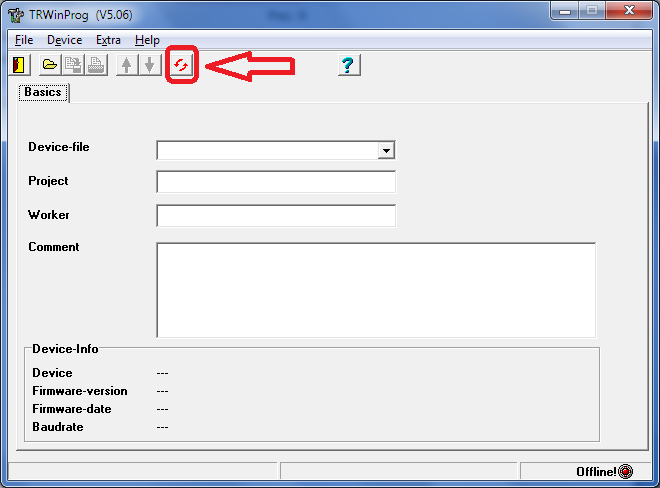 TRWinProg (V5.06)
File Device Extra Help
?
Basics
Device-file
Project
Worker
Comment
Device-Info
Device ---
Firmware-version ---
Firmware-date ---
Baudrate ---
Offline!